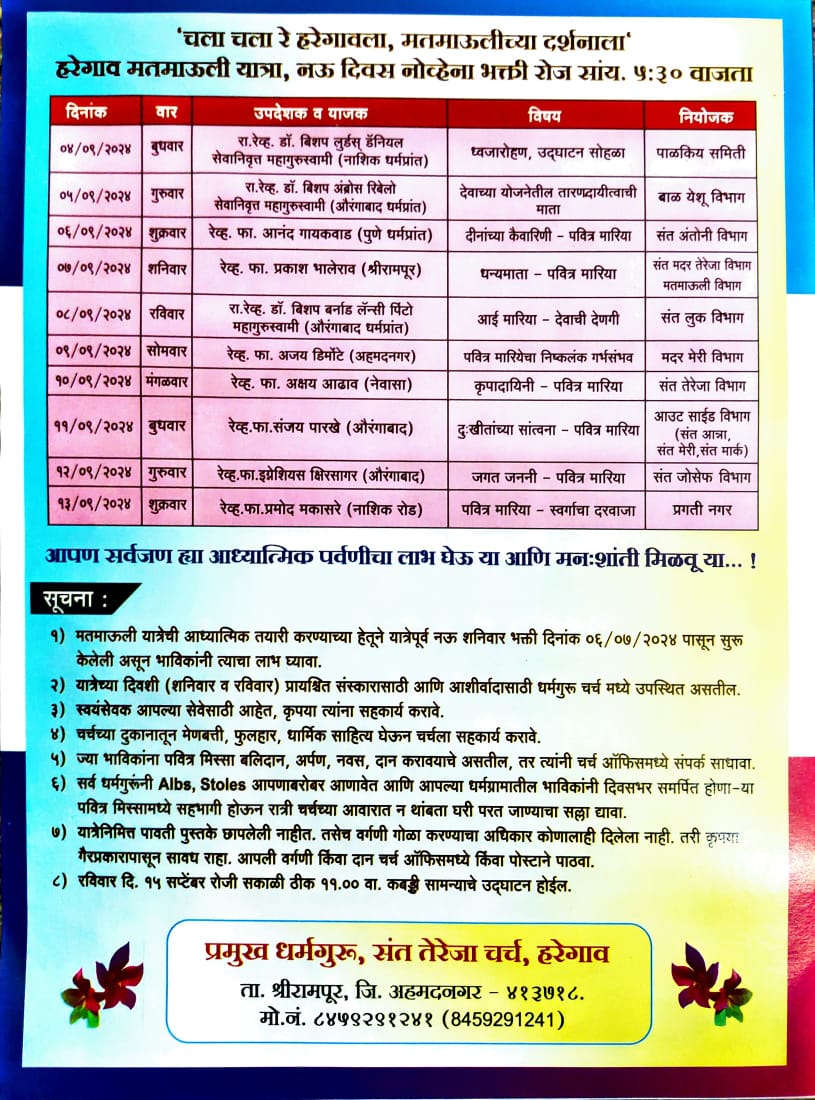 ‘चला चला रे हरेगावला, मतमाऊलीच्या दर्शनाला‘
हरेगाव मतमाऊली यात्रा, नऊ दिवस नोव्हेना भक्ती रोज सांय. ५:३० वाजता
दिनांक वार उपदेशक व याजक विषय नियोजक
०४/०९/२०२४ बुधवार रा.रेव्ह. डॉ. बिशप लुर्डस् डॅनियल सेवानिवृत्त महागुरुस्वामी (नाशिक धर्मप्रांत) ध्वजारोहण, उद्घाटन सोहळा पाळकिय समिती
०५/०९/२०२४ गुरुवार रा.रेव्ह. डॉ. बिशप अंब्रोस रिबेलो सेवानिवृत्त महागुरुस्वामी (औरंगाबाद धर्मप्रांत) देवाच्या योजनेतील तारणदायीत्वाची माता बाळ येशू विभाग
०६/०९/२०२४ शुक्रवार रेव्ह. फा. आनंद गायकवाड (पुणे धर्मप्रांत) दीनांच्या कैवारिणी - पवित्र मारिया संत अंतोनी विभाग
०७/०९/२०२४ शनिवार रेव्ह. फा. प्रकाश भालेराव (श्रीरामपूर) धन्यमाता - पवित्र मारिया संत मदर तेरेजा विभाग मतमाऊली विभाग
०८/०९/२०२४ रविवार रा.रेव्ह. डॉ. बिशप बर्नाड लॅन्सी पिंटो महागुरुस्वामी (औरंगाबाद धर्मप्रांत) आई मारिया - देवाची देणगी संत लुक विभाग
०९/०९/२०२४ सोमवार रेव्ह. फा. अजय डिमोंटे (अहमदनगर) पवित्र मारियेचा निष्कलंक गर्भसंभव मदर मेरी विभाग
१०/०९/२०२४ मंगळवार रेव्ह. फा. अक्षय आढाव (नेवासा) कृपादायिनी - पवित्र मारिया संत तेरेजा विभाग
११/०९/२०२४ बुधवार रेव्ह.फा.संजय पारखे (औरंगाबाद) दुःखीतांच्या सांत्वना - पवित्र मारिया आउट साईड विभाग (संत आन्ना, संत मेरी,संत मार्क)
१२/०९/२०२४ गुरुवार रेव्ह.फा.इग्नेशियस क्षिरसागर (औरंगाबाद) जगत जननी - पवित्र मारिया संत जोसेफ विभाग
१३/०९/२०२४ शुक्रवार रेव्ह.फा.प्रमोद मकासरे (नाशिक रोड) पवित्र मारिया - स्वर्गाचा दरवाजा प्रगती नगर
आपण सर्वजण ह्या आध्यात्मिक पर्वणीचा लाभ घेऊ या आणि मनःशांती मिळवू या... !
सूचना :
१) मतमाऊली यात्रेची आध्यात्मिक तयारी करण्याच्या हेतूने यात्रेपूर्व नऊ शनिवार भक्ती दिनांक ०६/०७/२०२४ पासून सुरू
केलेली असून भाविकांनी त्याचा लाभ घ्यावा.
२) यात्रेच्या दिवशी (शनिवार व रविवार) प्रायश्चित संस्कारासाठी आणि आशीर्वादासाठी धर्मगुरू चर्च मध्ये उपस्थित असतील.
३) स्वयंसेवक आपल्या सेवेसाठी आहेत, कृपया त्यांना सहकार्य करावे.
४) चर्चच्या दुकानातून मेणबत्ती, फुलहार, धार्मिक साहित्य घेऊन चर्चला सहकार्य करावे.
५) ज्या भाविकांना पवित्र मिस्सा बलिदान, अर्पण, नवस, दान करावयाचे असतील, तर त्यांनी चर्च ऑफिसमध्ये संपर्क साधावा.
६) सर्व धर्मगुरूंनी Albs, Stoles आपणाबरोबर आणावेत आणि आपल्या धर्मग्रामातील भाविकांनी दिवसभर समर्पित होणा-या
पवित्र मिस्सामध्ये सहभागी होऊन रात्री चर्चच्या आवारात न थांबता घरी परत जाण्याचा सल्ला द्यावा.
७) यात्रेनिमित्त पावती पुस्तके छापलेली नाहीत. तसेच वर्गणी गोळा करण्याचा अधिकार कोणालाही दिलेला नाही. तरी कृपया
गैरप्रकारापासून सावध राहा. आपली वर्गणी किंवा दान चर्च ऑफिसमध्ये किंवा पोस्टाने पाठवा.
८) रविवार दि. १५ सप्टेंबर रोजी सकाळी ठीक ११.०० वा. कबड्डी सामन्याचे उद्घाटन होईल.
प्रमुख धर्मगुरू, संत तेरेजा चर्च, हरेगाव
ता. श्रीरामपूर, जि. अहमदनगर - ४१३७१८.
मो.नं. ८४५९२९१२४१ (8459291241)